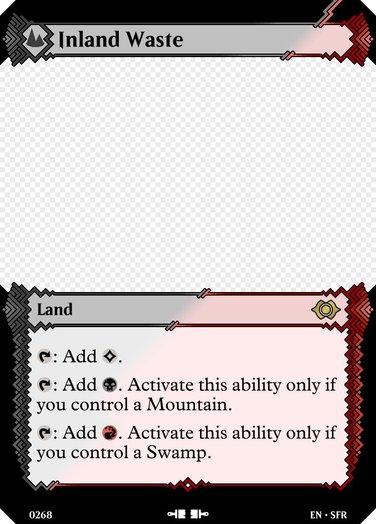 Inland Waste
Land
: Add .
: Add . Activate this ability only if
you control a Mountain.
: Add . Activate this ability only if
you control a Swamp.
0268
EN • SFR